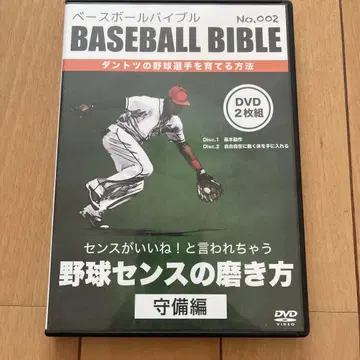 ベースボールバイブル No.002
BASEBALL BIBLE
ダントツの野球選手を育てる方法
DVD
2枚組
Disc.1 基本動作
Disc.2 自由自在に動く体を手に入れる
センスがいいね!と言われちゃう
野球センスの磨き方
守備編
DVD
VIDEO